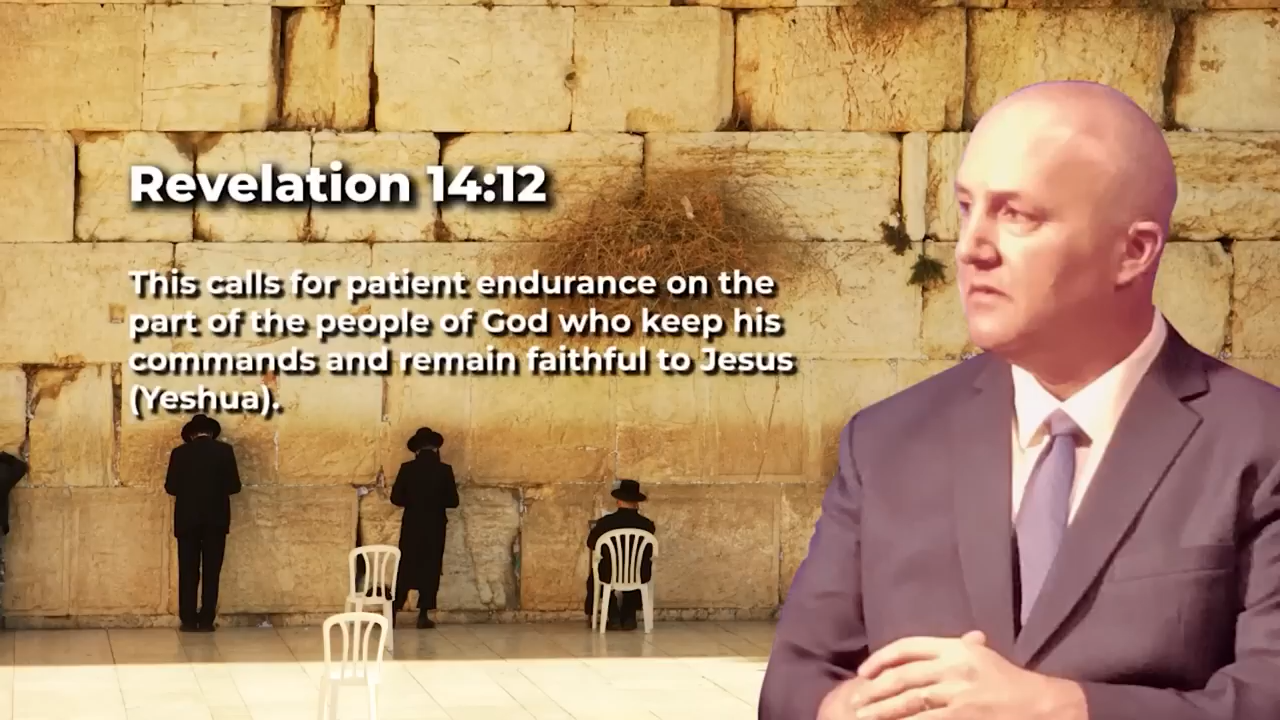 Revelation 14:12
This calls for patient endurance on the
part of the people of God who keep his
commands and remain faithful to Jesus
(Yeshua).